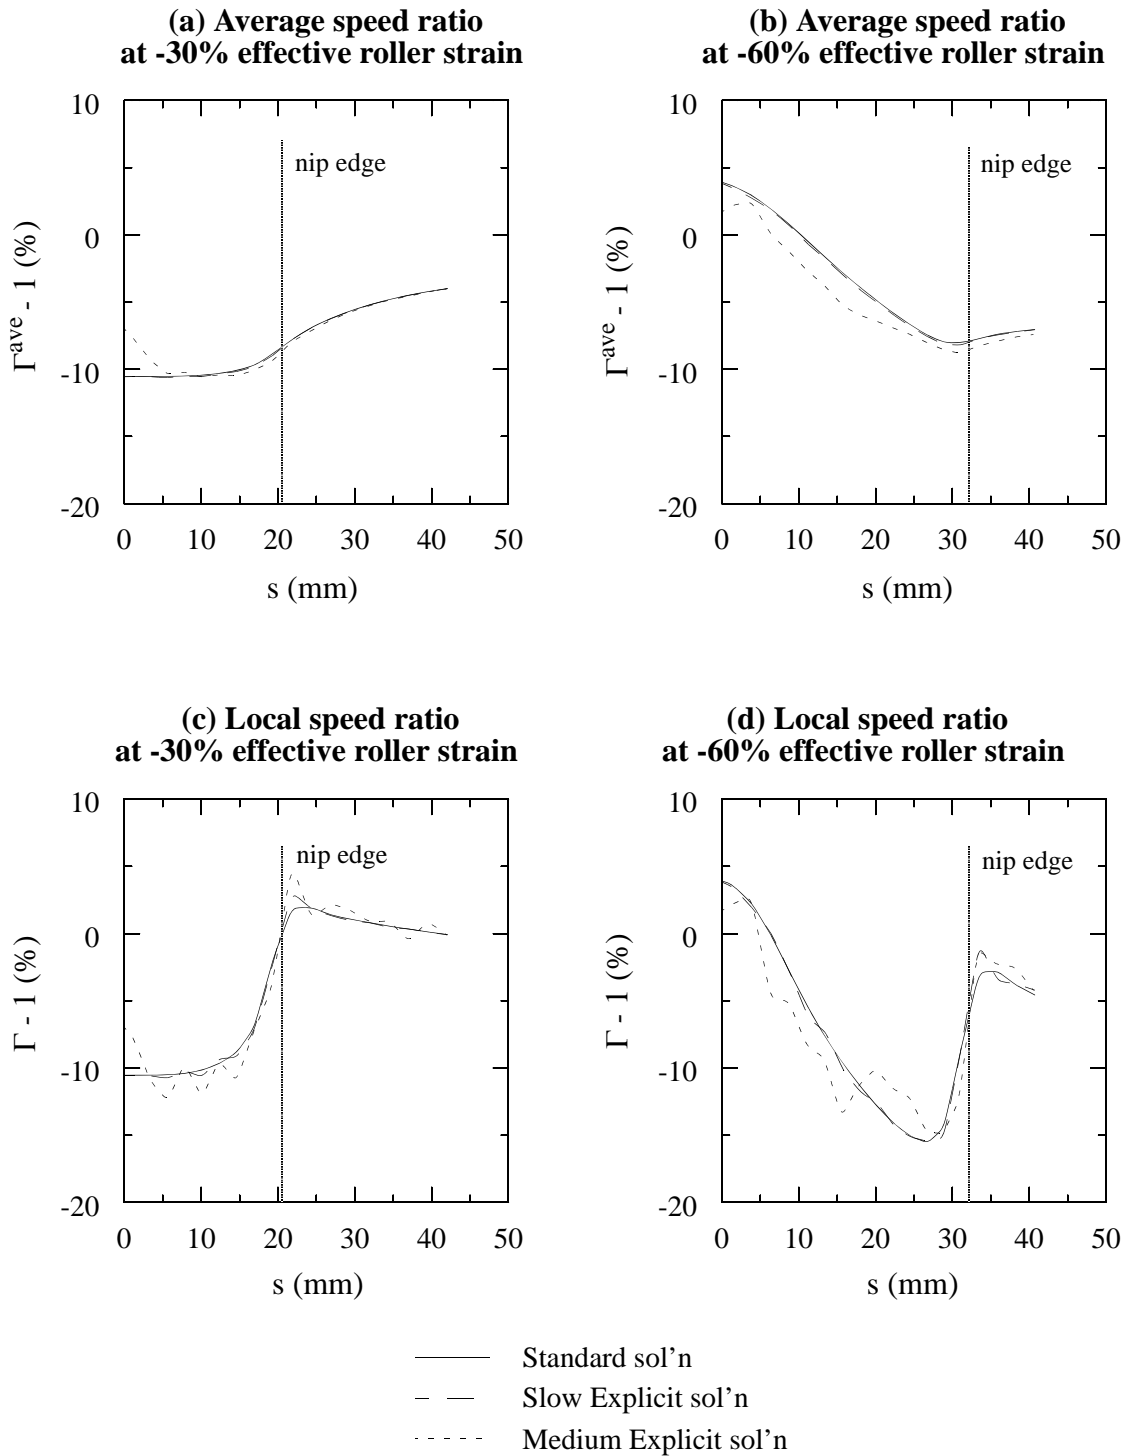 (a) Average speed ratio
at -30% effective roller strain
10
0
-10
-20
Γave - 1 (%)
nip edge
0 10 20 30 40 50
s (mm)
(b) Average speed ratio
at -60% effective roller strain
10
0
-10
-20
Γave - 1 (%)
nip edge
0 10 20 30 40 50
s (mm)
(c) Local speed ratio
at -30% effective roller strain
10
0
-10
-20
Γ - 1 (%)
nip edge
0 10 20 30 40 50
s (mm)
(d) Local speed ratio
at -60% effective roller strain
10
0
-10
-20
Γ - 1 (%)
nip edge
0 10 20 30 40 50
s (mm)
Standard sol’n
Slow Explicit sol’n
Medium Explicit sol’n